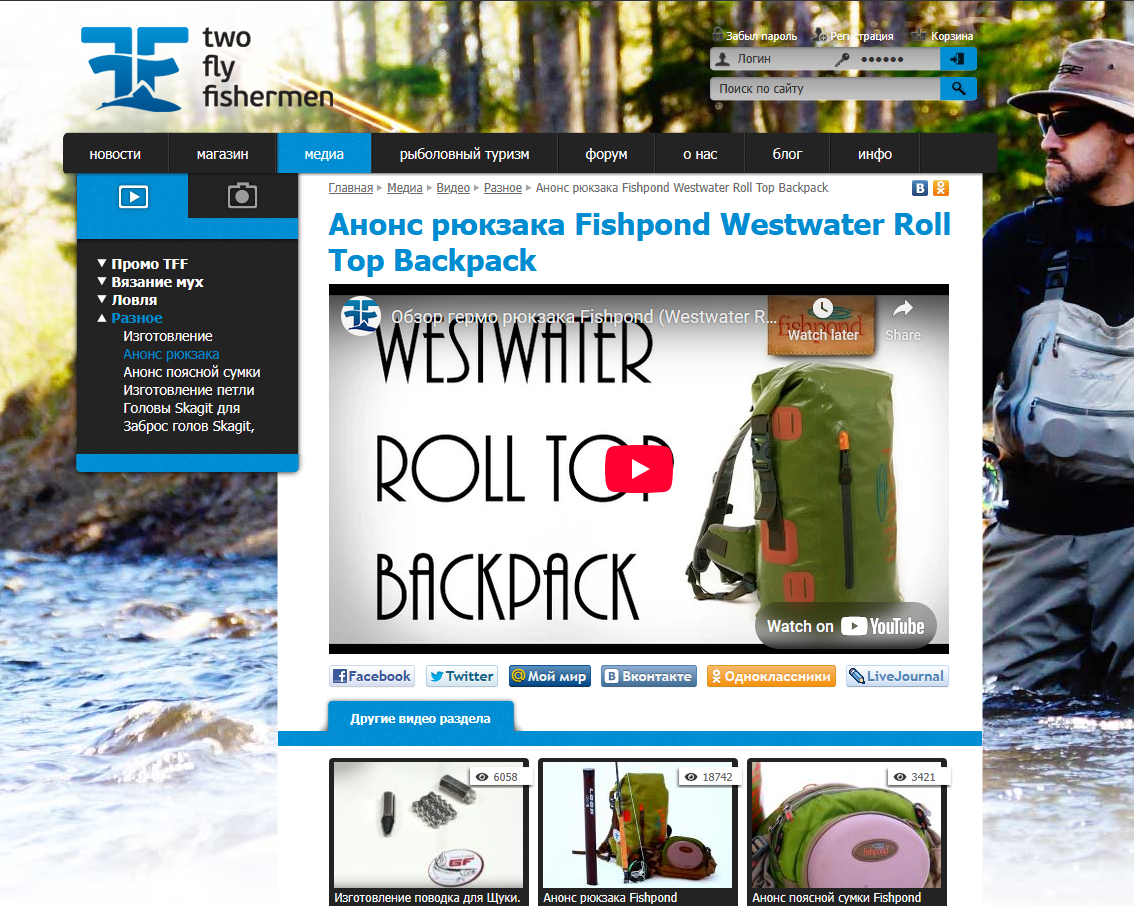 two
fly
fishermen
Забыл пароль
Регистрация
Корзина
Логин
••••••
Поиск по сайту
новости
магазин
медиа
рыболовный туризм
форум
о нас
блог
инфо
Главная
Медиа
Видео
Разное
Анонс рюкзака Fishpond Westwater Roll Top Backpack
Анонс рюкзака Fishpond Westwater Roll
Top Backpack
Промо TFF
Вязание мух
Ловля
Разное
Изготовление
Анонс рюкзака
Анонс поясной сумки
Изготовление петли
Головы Skagit для
Заброс голов Skagit,
Обзор гермо рюкзака Fishpond (Westwater R...
fishpond
Watch later
Share
WESTWATER
ROLL TOP
BACKPACK
Watch on YouTube
Facebook
Twitter
@Мой мир
В Вконтакте
Одноклассники
LiveJournal
Другие видео раздела
6058
18742
3421
GF
LOOP
fishpond
Изготовление поводка для Щуки.
Анонс рюкзака Fishpond
Анонс поясной сумки Fishpond